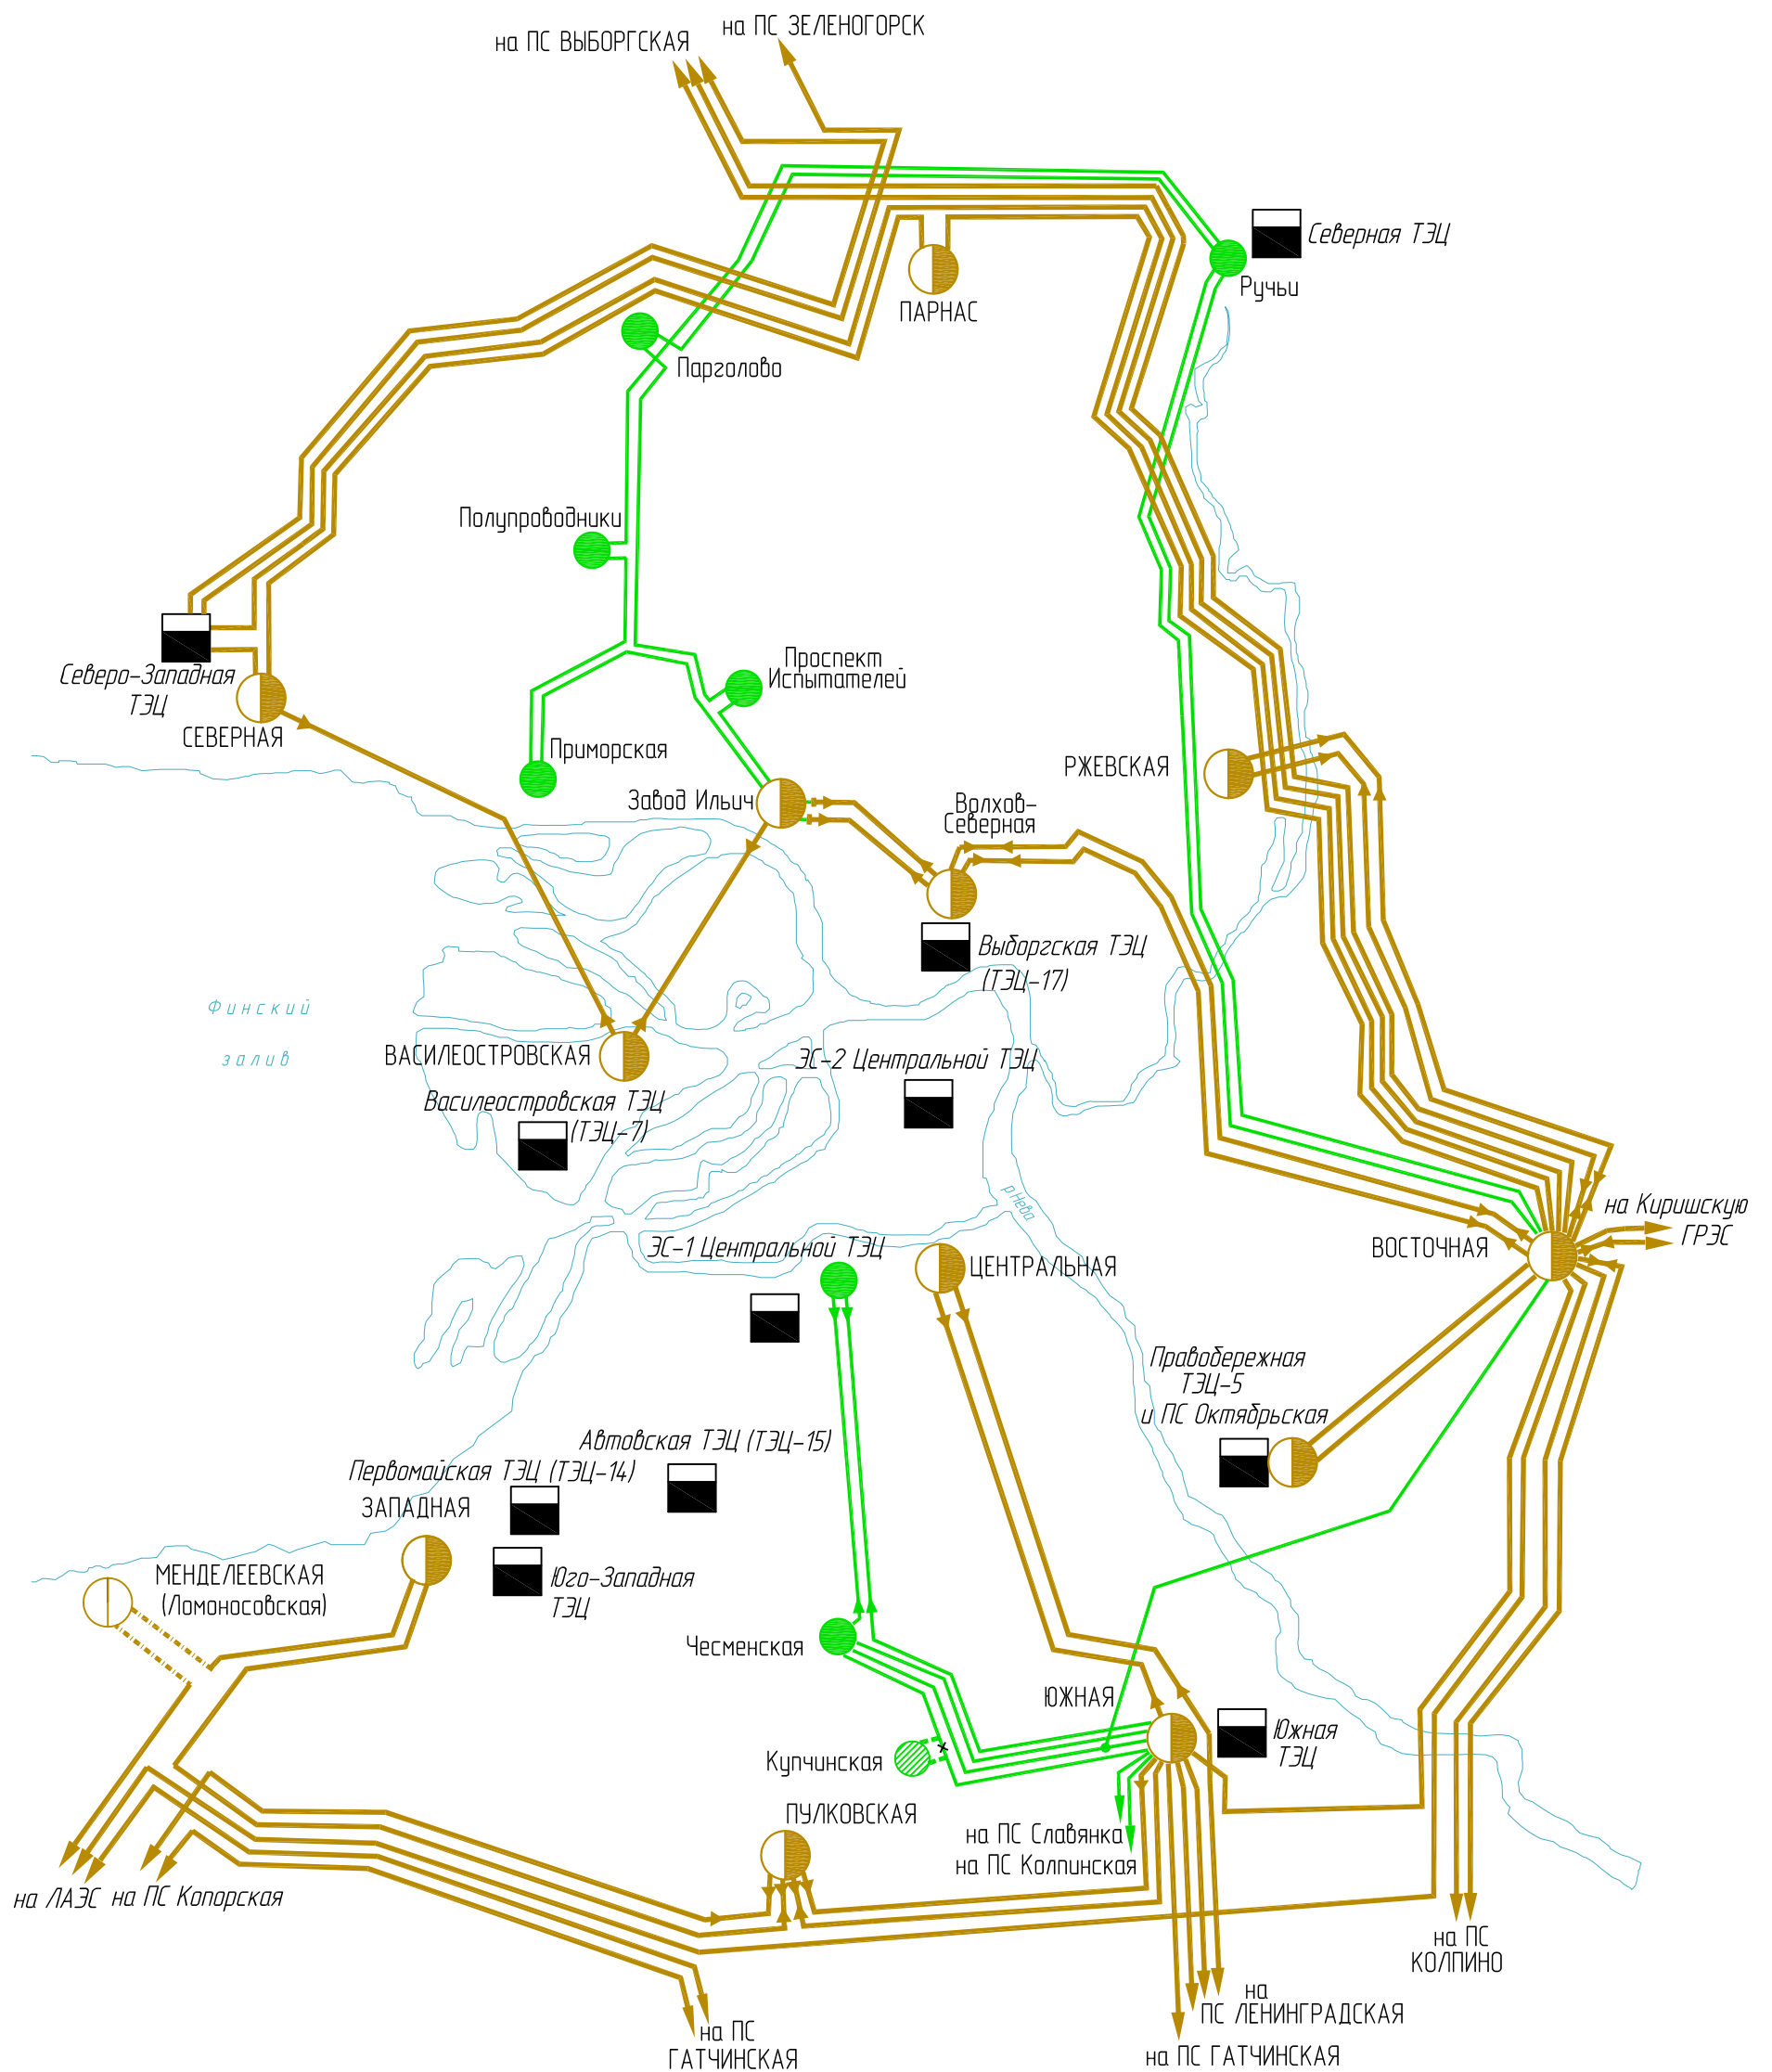 на ПС ЗЕЛЕНОГОРСК
на ПС ВЫБОРГСКАЯ
Северная ТЭЦ
Ручьи
ПАРНАС
Парголово
Полупроводники
Северо-Западная
ТЭЦ
СЕВЕРНАЯ
Проспект
Испытателей
Приморская
РЖЕВСКАЯ
Завод Ильич
Волхов-
Северная
Выборгская ТЭЦ
(ТЭЦ-17)
Финский
залив
ВАСИЛЕОСТРОВСКАЯ
ЭС-2 Центральной ТЭЦ
Василеостровская ТЭЦ
(ТЭЦ-7)
р.Нева
на Киришскую
ГРЭС
ВОСТОЧНАЯ
ЭС-1 Центральной ТЭЦ
ЦЕНТРАЛЬНАЯ
Правобережная
ТЭЦ-5
и ПС Октябрьская
Автовская ТЭЦ (ТЭЦ-15)
Первомайская ТЭЦ (ТЭЦ-14)
ЗАПАДНАЯ
МЕНДЕЛЕЕВСКАЯ
(Ломоносовская)
Юго-Западная
ТЭЦ
Чесменская
ЮЖНАЯ
Южная
ТЭЦ
Купчинская
ПУЛКОВСКАЯ
на ПС Славянка
на ПС Колпинская
на ЛАЭС
на ПС Копорская
на ПС
КОЛПИНО
на
ПС ЛЕНИНГРАДСКАЯ
на ПС
ГАТЧИНСКАЯ
на ПС ГАТЧИНСКАЯ